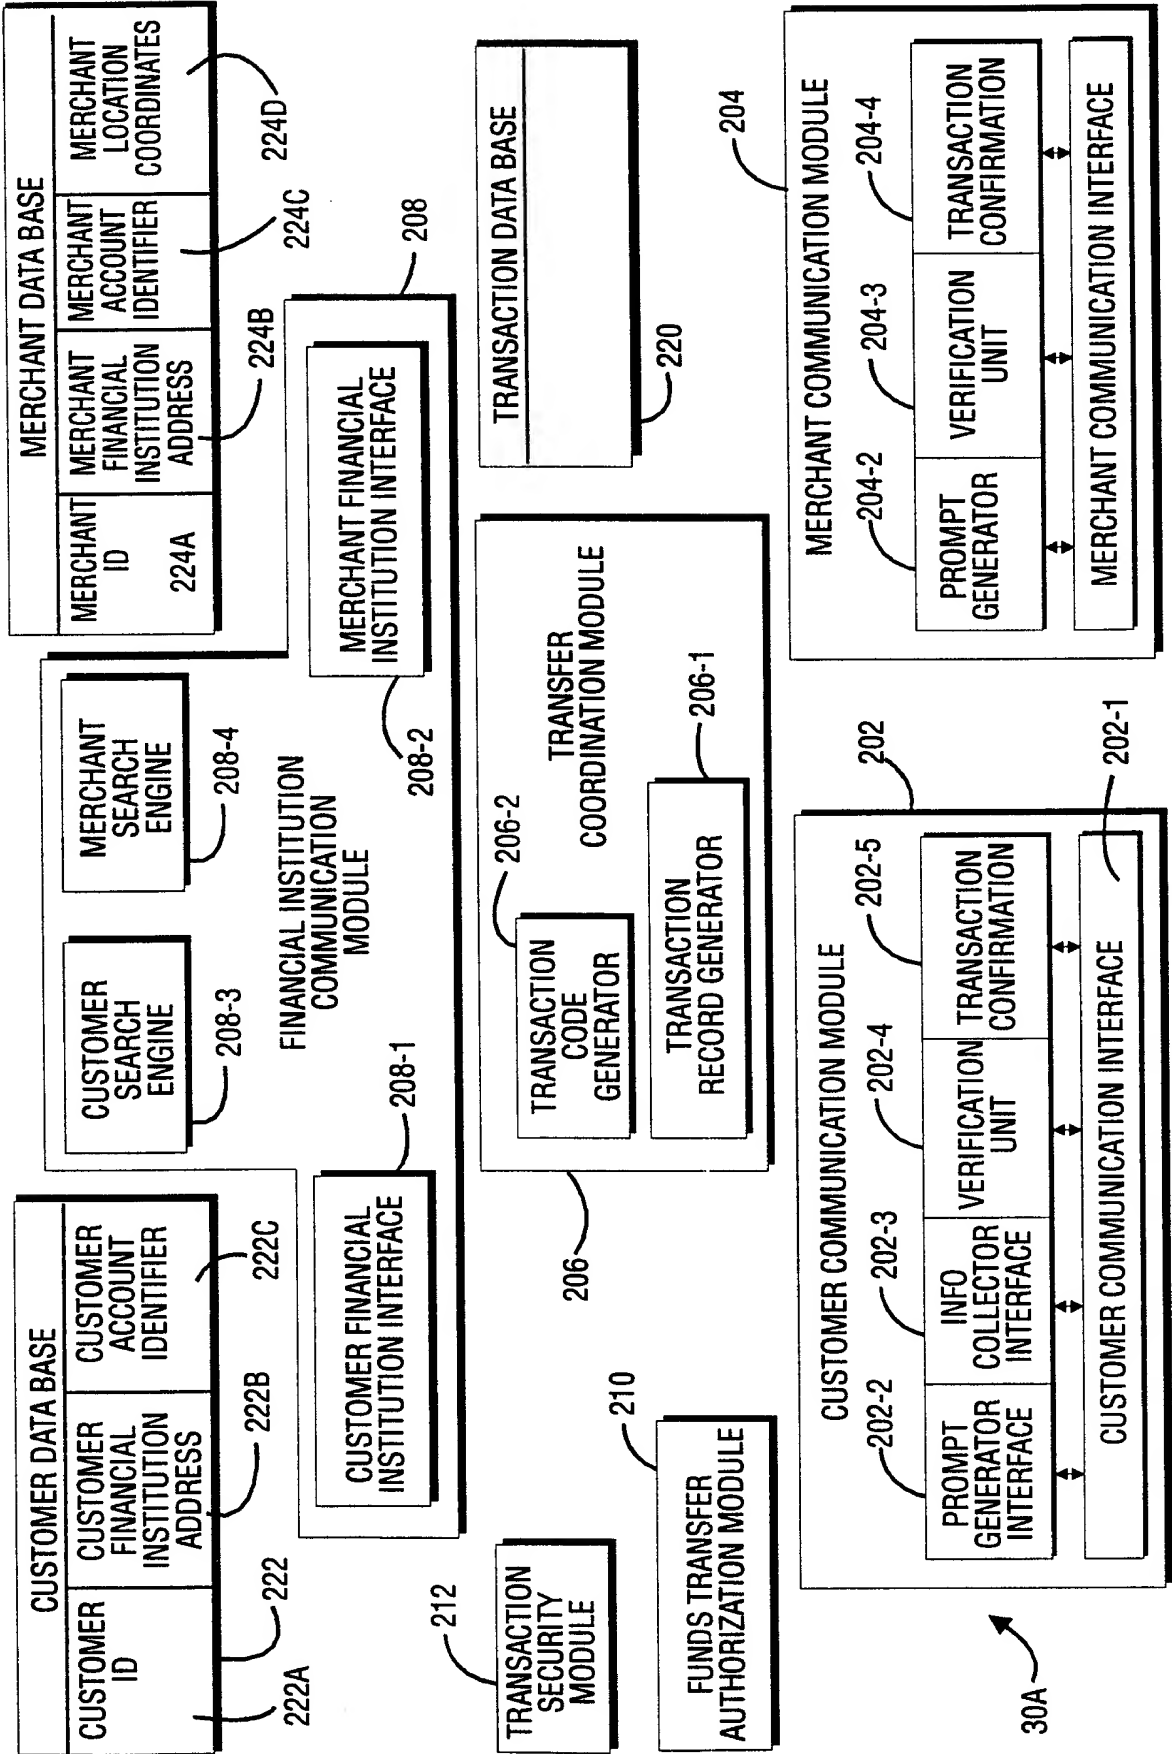 CUSTOMER DATA BASE
CUSTOMER
ID
222A
CUSTOMER
FINANCIAL
INSTITUTION
ADDRESS
CUSTOMER
ACCOUNT
IDENTIFIER
222
222B
222C
CUSTOMER
SEARCH
ENGINE
208-3
MERCHANT
SEARCH
ENGINE
208-4
MERCHANT DATA BASE
MERCHANT
ID
224A
MERCHANT
FINANCIAL
INSTITUTION
ADDRESS
MERCHANT
ACCOUNT
IDENTIFIER
MERCHANT
LOCATION
COORDINATES
224B
224C
224D
FINANCIAL INSTITUTION
COMMUNICATION
MODULE
CUSTOMER FINANCIAL
INSTITUTION INTERFACE
208-1
MERCHANT FINANCIAL
INSTITUTION INTERFACE
208-2
208
212
TRANSACTION
SECURITY
MODULE
210
FUNDS TRANSFER
AUTHORIZATION MODULE
206
TRANSACTION
CODE
GENERATOR
206-2
TRANSFER
COORDINATION MODULE
TRANSACTION
RECORD GENERATOR
206-1
TRANSACTION DATA BASE
220
30A
CUSTOMER COMMUNICATION MODULE
202
202-2
202-3
202-4
202-5
PROMPT
GENERATOR
INTERFACE
INFO
COLLECTOR
INTERFACE
VERIFICATION
UNIT
TRANSACTION
CONFIRMATION
CUSTOMER COMMUNICATION INTERFACE
202-1
MERCHANT COMMUNICATION MODULE
204
204-2
204-3
204-4
PROMPT
GENERATOR
VERIFICATION
UNIT
TRANSACTION
CONFIRMATION
MERCHANT COMMUNICATION INTERFACE